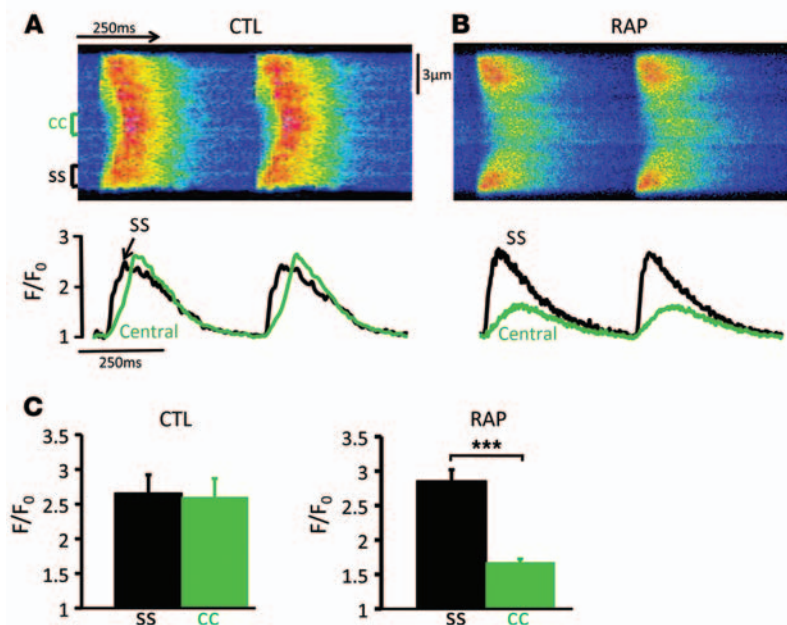 A
CTL
B
RAP
250ms
3μm
CC
SS
SS
SS
3
2
1
F/F0
Central
Central
250ms
C
CTL
RAP
3.5
3
2.5
2
1.5
1
F/F0
SS
CC
3.5
3
2.5
2
1.5
1
F/F0
***
SS
CC